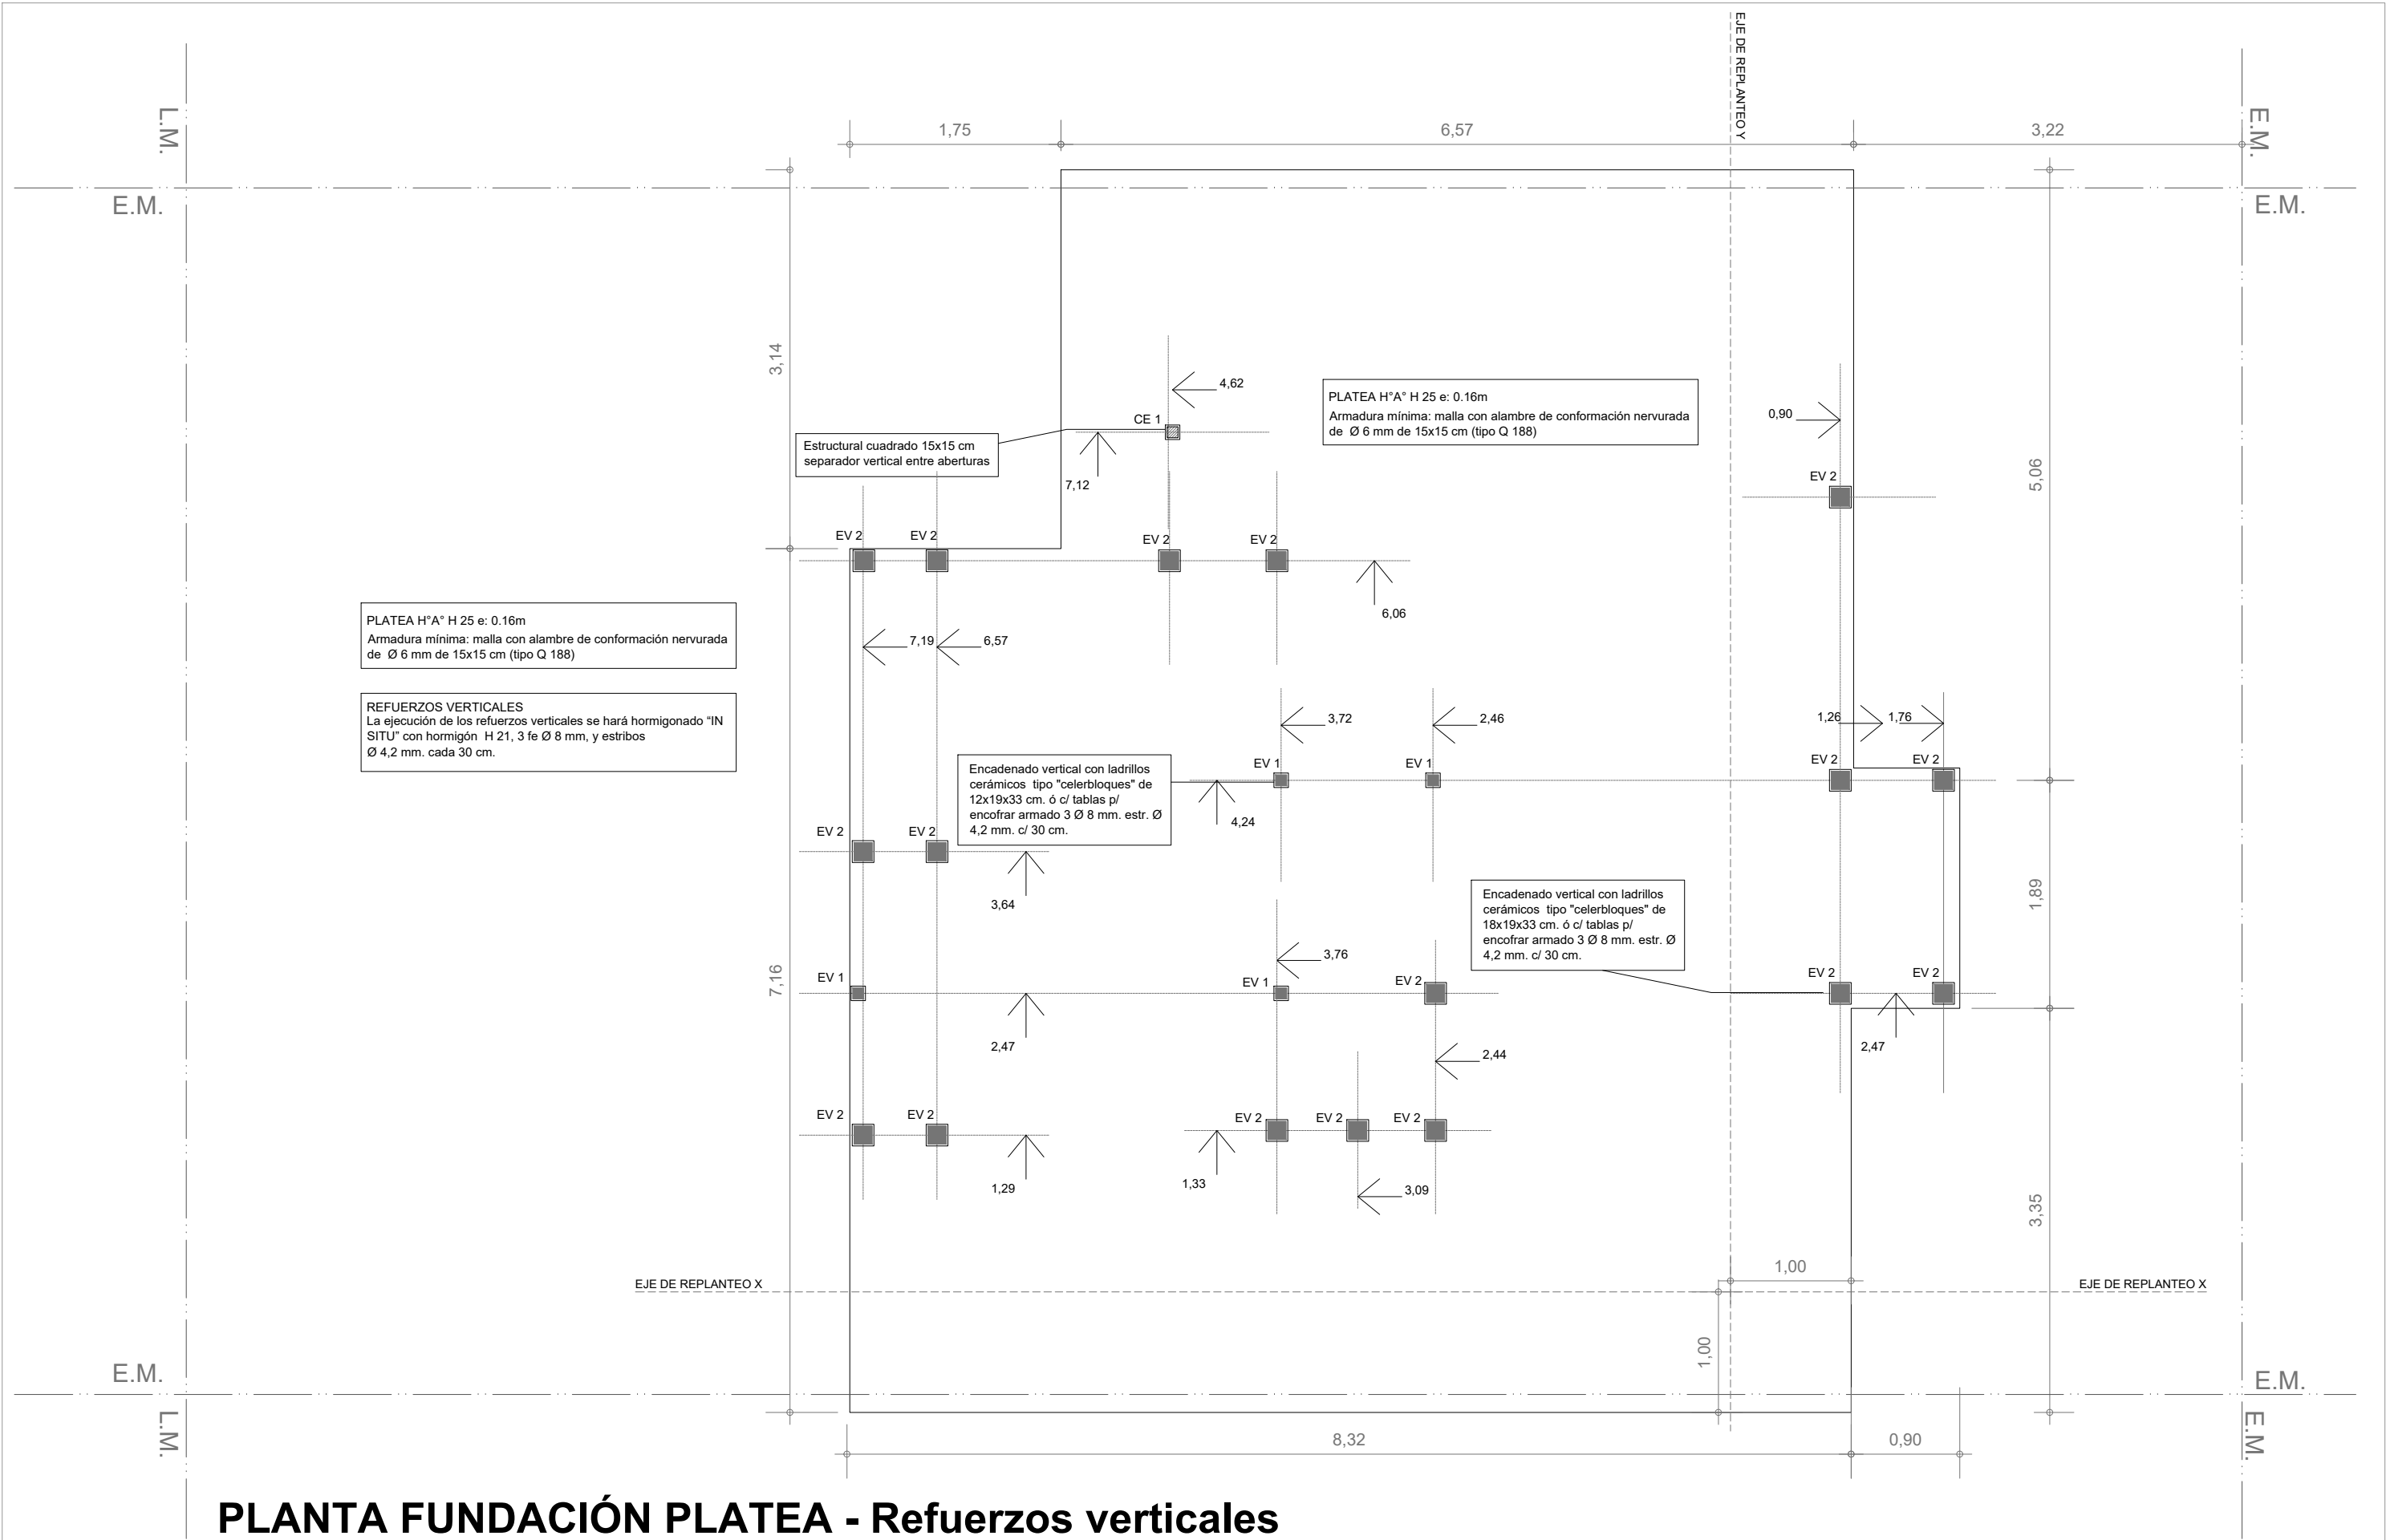 EJE DE REPLANTEO Y
L.M.
E.M.
1,75
6,57
3,22
E.M.
E.M.
3,14
4,62
CE 1
Estructural cuadrado 15x15 cm
separador vertical entre aberturas
7,12
PLATEA H°A° H 25 e: 0.16m
Armadura mínima: malla con alambre de conformación nervurada
de Ø 6 mm de 15x15 cm (tipo Q 188)
0,90
EV 2
5,06
EV 2
EV 2
EV 2
EV 2
6,06
PLATEA H°A° H 25 e: 0.16m
Armadura mínima: malla con alambre de conformación nervurada
de Ø 6 mm de 15x15 cm (tipo Q 188)
7,19
6,57
REFUERZOS VERTICALES
La ejecución de los refuerzos verticales se hará hormigonado “IN
SITU” con hormigón H 21, 3 fe Ø 8 mm, y estribos
Ø 4,2 mm. cada 30 cm.
3,72
2,46
1,26
1,76
Encadenado vertical con ladrillos
cerámicos tipo "celerbloques" de
12x19x33 cm. ó c/ tablas p/
encofrar armado 3 Ø 8 mm. estr. Ø
4,2 mm. c/ 30 cm.
EV 1
EV 1
EV 2
EV 2
4,24
EV 2
EV 2
3,64
1,89
Encadenado vertical con ladrillos
cerámicos tipo "celerbloques" de
18x19x33 cm. ó c/ tablas p/
encofrar armado 3 Ø 8 mm. estr. Ø
4,2 mm. c/ 30 cm.
7,16
EV 1
3,76
EV 1
EV 2
EV 2
EV 2
2,47
2,47
2,44
EV 2
EV 2
EV 2
EV 2
EV 2
1,29
1,33
3,09
3,35
1,00
EJE DE REPLANTEO X
EJE DE REPLANTEO X
1,00
E.M.
E.M.
L.M.
E.M.
8,32
0,90
PLANTA FUNDACIÓN PLATEA - Refuerzos verticales